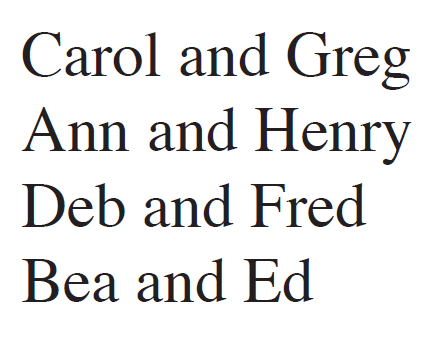 Carol and Greg
Ann and Henry
Deb and Fred
Bea and Ed